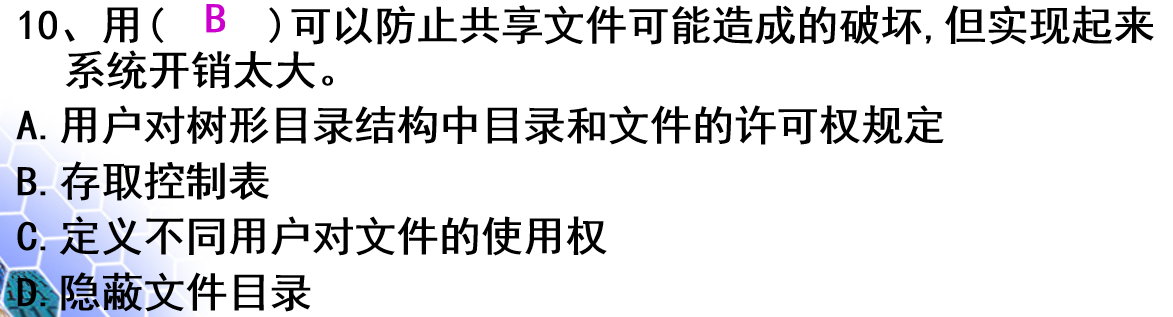 10、用( B )可以防止共享文件可能造成的破坏,但实现起来
系统开销太大。
A.用户对树形目录结构中目录和文件的许可权规定
B.存取控制表
C.定义不同用户对文件的使用权
D.隐蔽文件目录